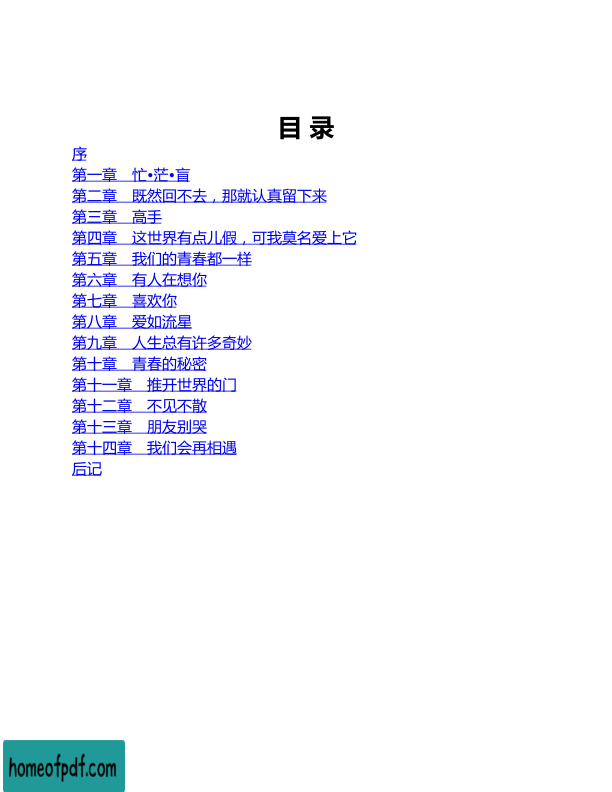 目 录
序
第一章　忙•茫•盲
第二章　既然回不去，那就认真留下来
第三章　高手
第四章　这世界有点儿假，可我莫名爱上它
第五章　我们的青春都一样
第六章　有人在想你
第七章　喜欢你
第八章　爱如流星
第九章　人生总有许多奇妙
第十章　青春的秘密
第十一章　推开世界的门
第十二章　不见不散
第十三章　朋友别哭
第十四章　我们会再相遇
后记
homeofpdf.com